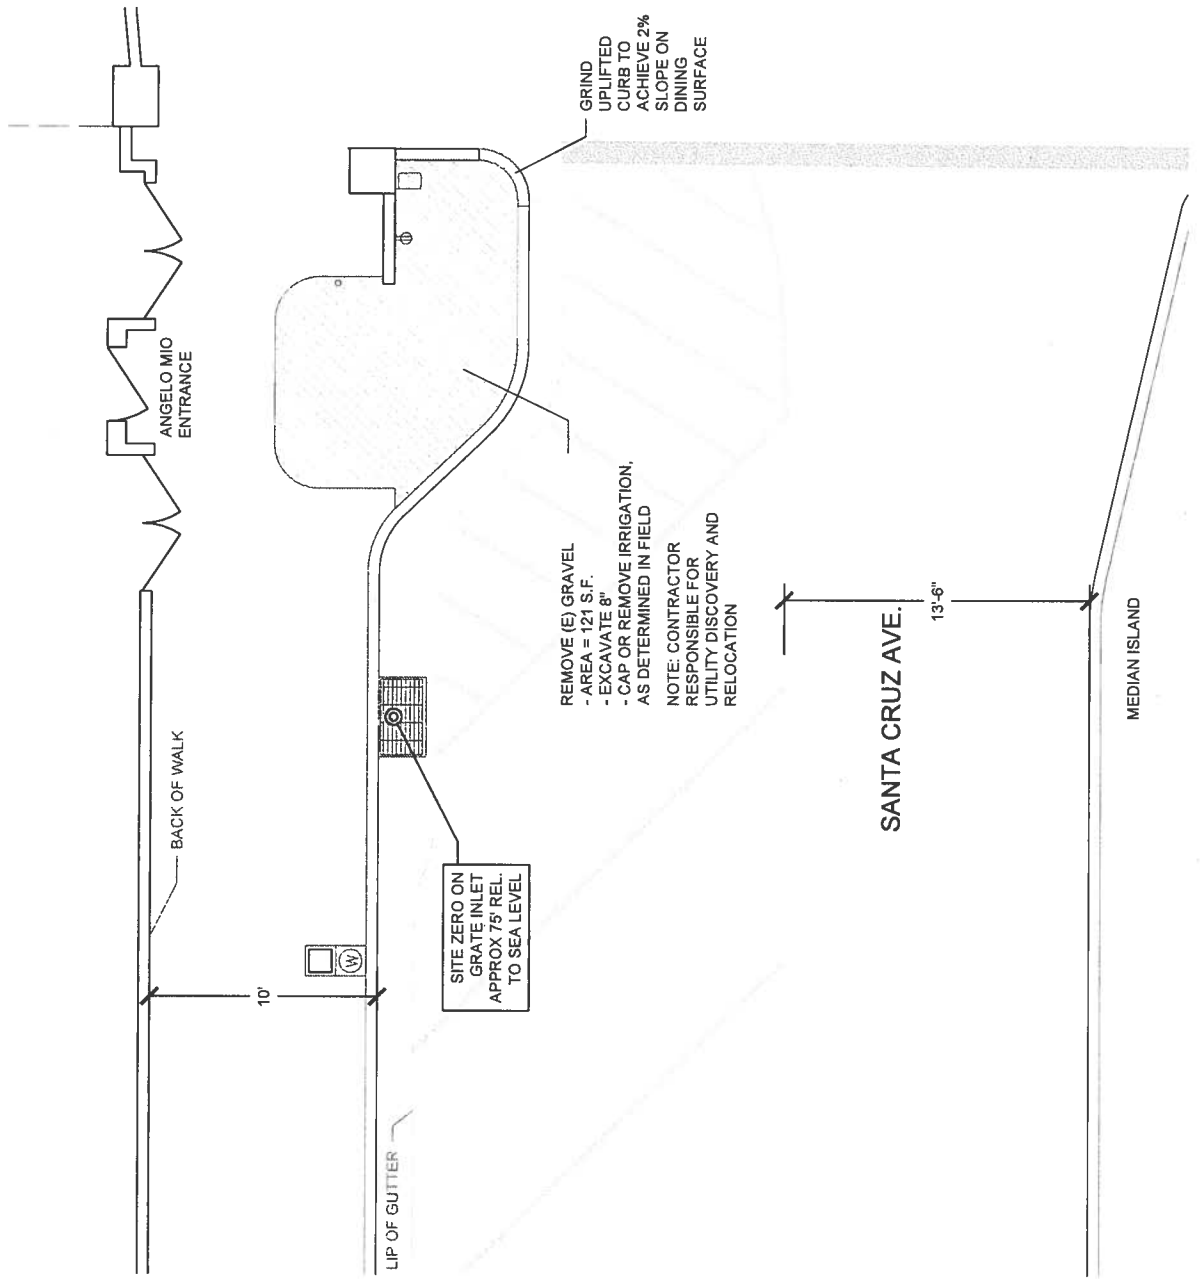 GRIND
UPLIFTED
CURB TO
ACHIEVE 2%
SLOPE ON
DINING
SURFACE
ANGELO MIO
ENTRANCE
REMOVE (E) GRAVEL
- AREA = 121 S.F.
- EXCAVATE 8"
- CAP OR REMOVE IRRIGATION,
AS DETERMINED IN FIELD
NOTE: CONTRACTOR
RESPONSIBLE FOR
UTILITY DISCOVERY AND
RELOCATION
BACK OF WALK
SITE ZERO ON
GRATE INLET
APPROX 75' REL.
TO SEA LEVEL
W
10'
LIP OF GUTTER
SANTA CRUZ AVE.
13'-6"
MEDIAN ISLAND